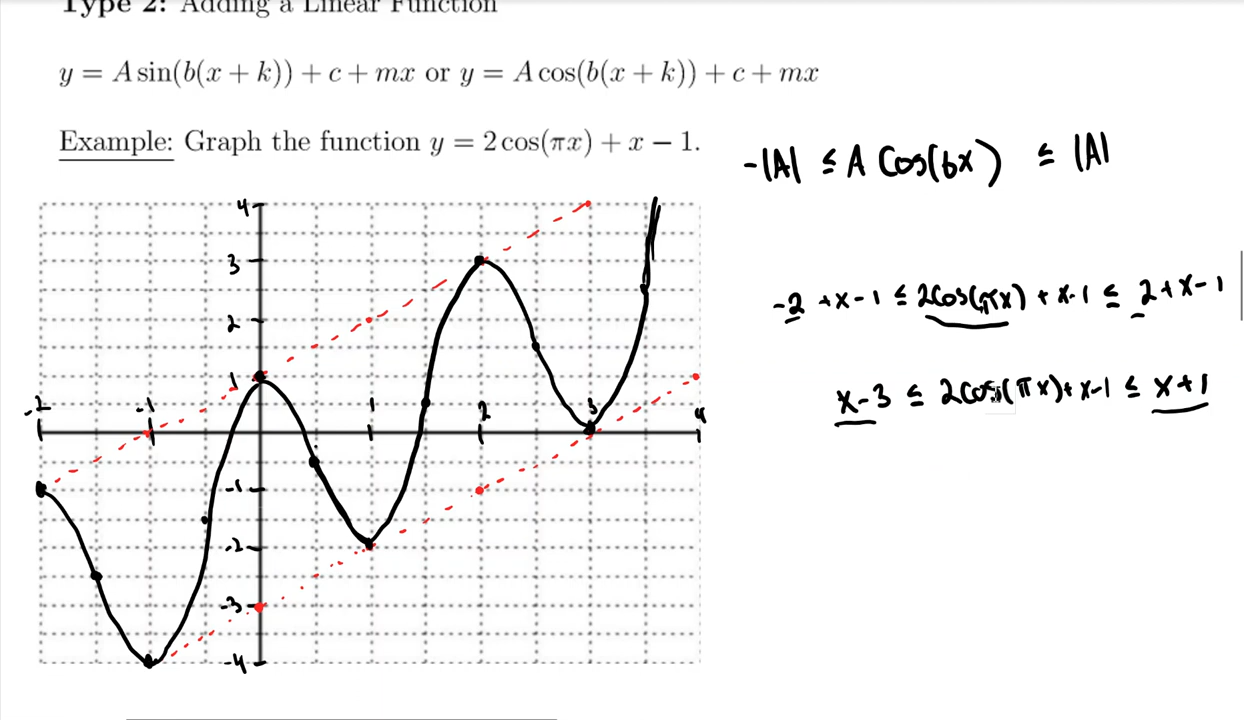 Type 2: Adding a Linear Function
y = A sin(b(x + k)) + c + mx or y = A cos(b(x + k)) + c + mx
Example: Graph the function y = 2 cos(πx) + x − 1.
-|A| ≤ A Cos(bx) ≤ |A|
-2 +x-1 ≤ 2cos(πx) + x-1 ≤ 2+x-1
x-3 ≤ 2cos(πx)+x-1 ≤ x+1
4
3
2
1
-2 -1 1 2 3 4
-1
-2
-3
-4